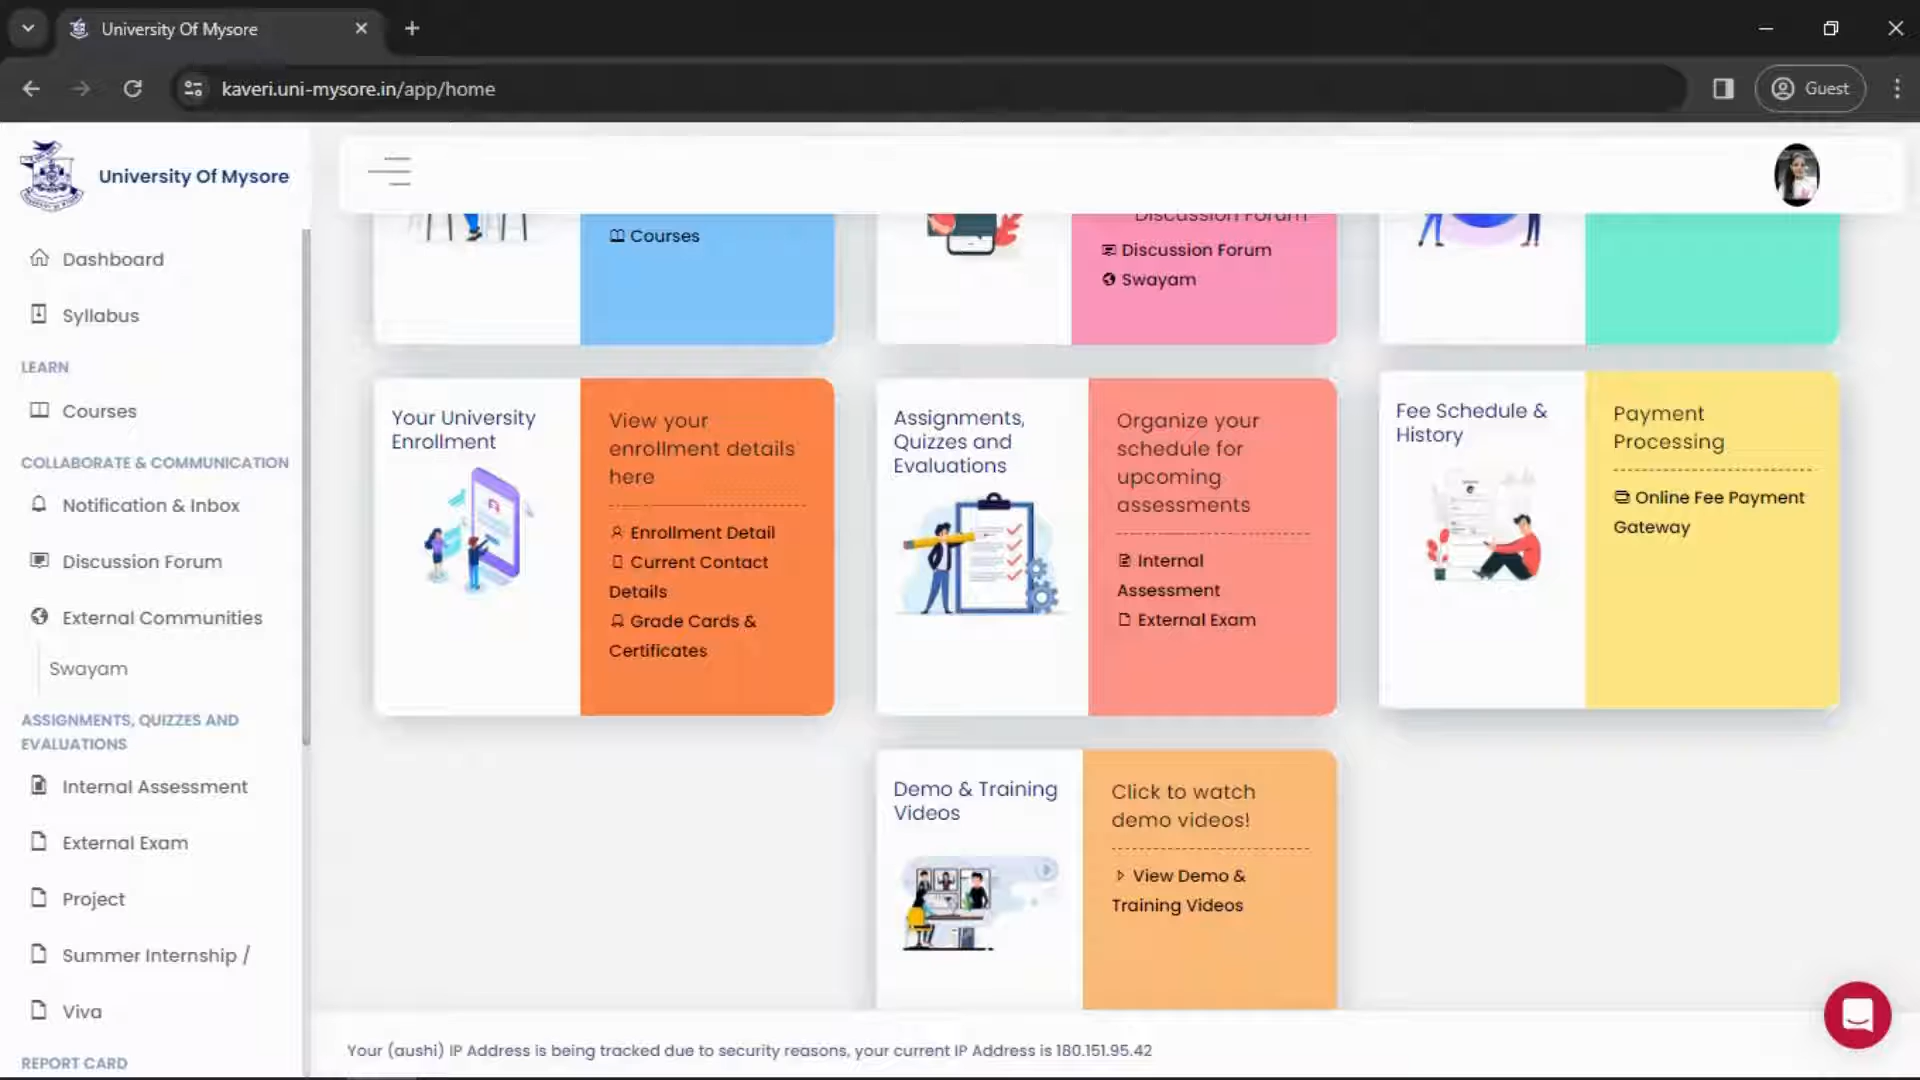 University Of Mysore
kaveri.uni-mysore.in/app/home
Guest
University Of Mysore
Dashboard
Syllabus
LEARN
Courses
COLLABORATE & COMMUNICATION
Notification & Inbox
Discussion Forum
External Communities
Swayam
ASSIGNMENTS, QUIZZES AND
EVALUATIONS
Internal Assessment
External Exam
Project
Summer Internship /
Viva
REPORT CARD
Courses
Discussion Forum
Discussion Forum
Swayam
Your University
Enrollment
View your
enrollment details
here
Enrollment Detail
Current Contact
Details
Grade Cards &
Certificates
Assignments,
Quizzes and
Evaluations
Organize your
schedule for
upcoming
assessments
Internal
Assessment
External Exam
Fee Schedule &
History
Payment
Processing
Online Fee Payment
Gateway
Demo & Training
Videos
Click to watch
demo videos!
View Demo &
Training Videos
Your (aushi) IP Address is being tracked due to security reasons, your current IP Address is 180.151.95.42